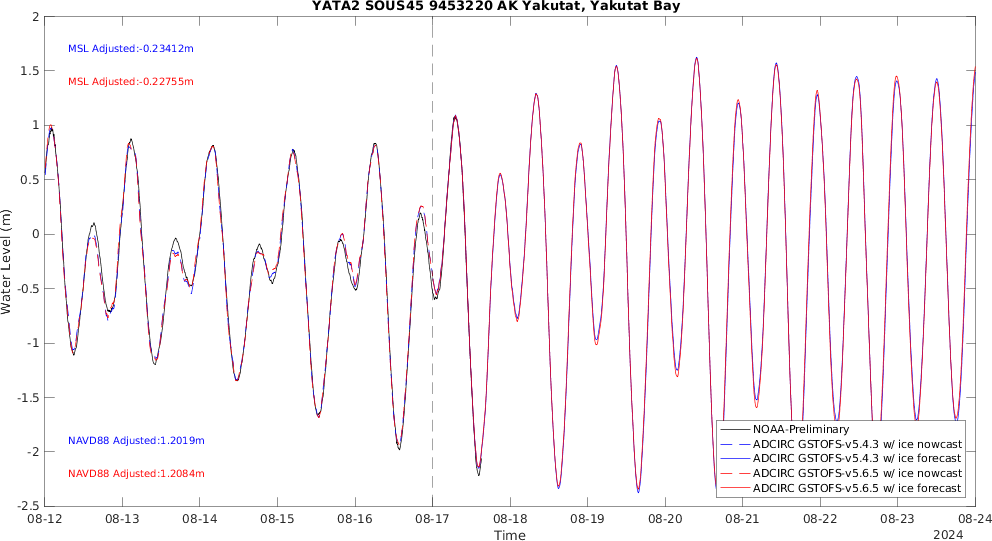 YATA2 SOUS45 9453220 AK Yakutat, Yakutat Bay
MSL Adjusted:-0.23412m
MSL Adjusted:-0.22755m
NAVD88 Adjusted:1.2019m
NAVD88 Adjusted:1.2084m
Water Level (m)
2
1.5
1
0.5
0
-0.5
-1
-1.5
-2
-2.5
NOAA-Preliminary
ADCIRC GSTOFS-v5.4.3 w/ ice nowcast
ADCIRC GSTOFS-v5.4.3 w/ ice forecast
ADCIRC GSTOFS-v5.6.5 w/ ice nowcast
ADCIRC GSTOFS-v5.6.5 w/ ice forecast
08-12 08-13 08-14 08-15 08-16 08-17 08-18 08-19 08-20 08-21 08-22 08-23 08-24
Time
2024